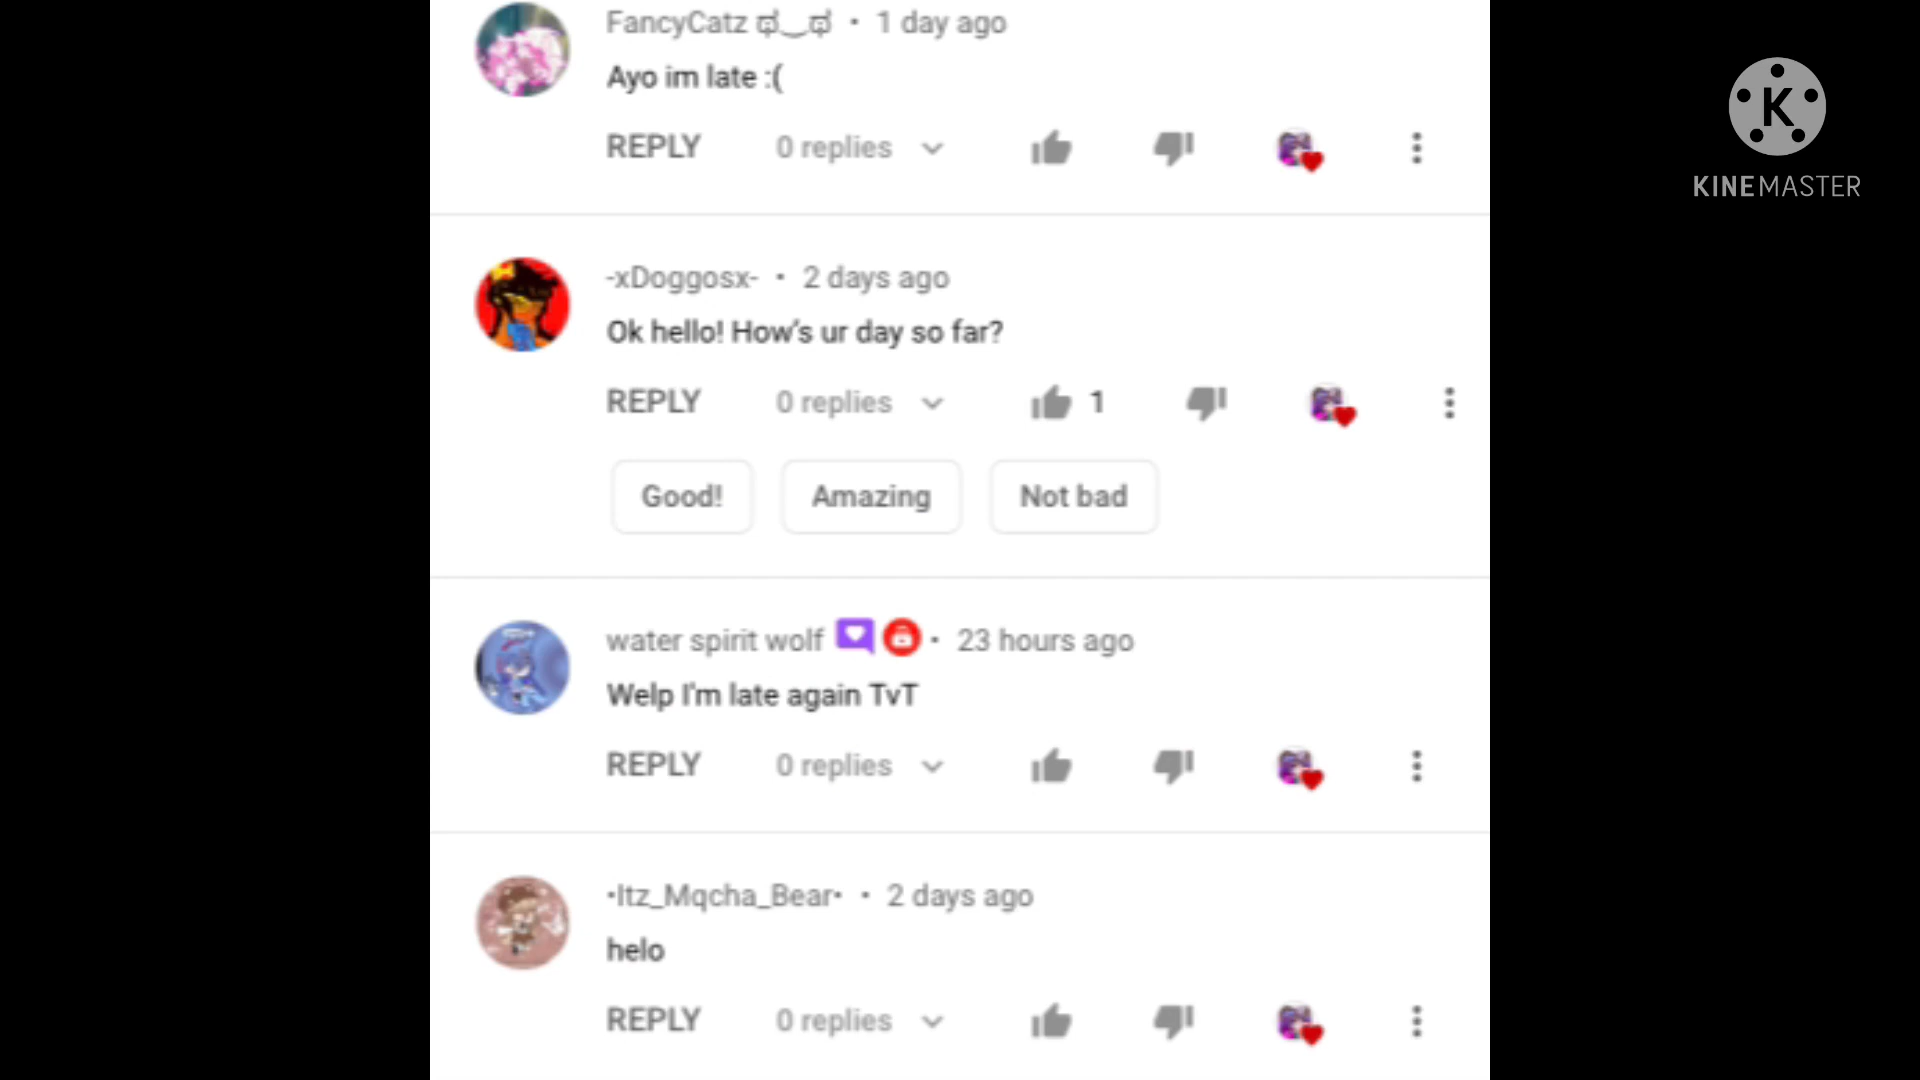 FancyCatz ಥ‿ಥ • 1 day ago
Ayo im late :(
REPLY 0 replies
-xDoggosx- • 2 days ago
Ok hello! How's ur day so far?
REPLY 0 replies 1
Good! Amazing Not bad
water spirit wolf • 23 hours ago
Welp I'm late again TvT
REPLY 0 replies
•Itz_Mqcha_Bear• • 2 days ago
helo
REPLY 0 replies
K
KINEMASTER